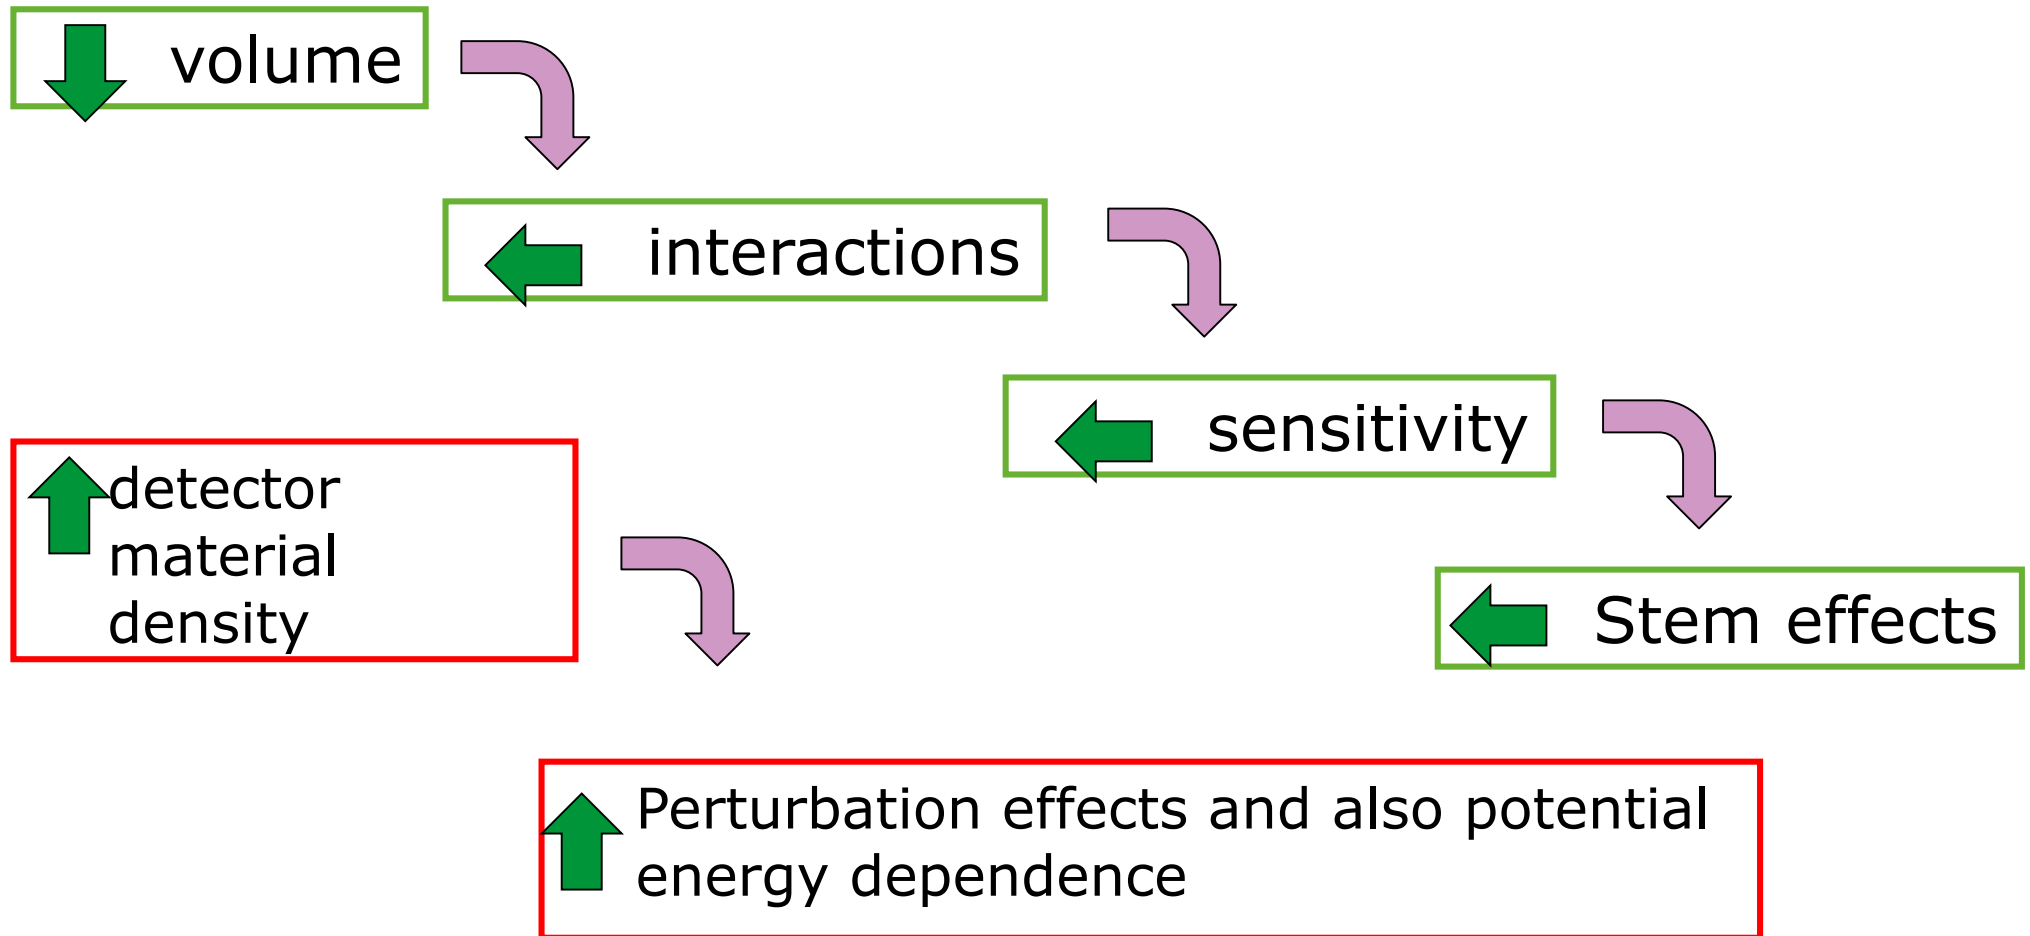 volume
interactions
sensitivity
detector
material
density
Stem effects
Perturbation effects and also potential
energy dependence